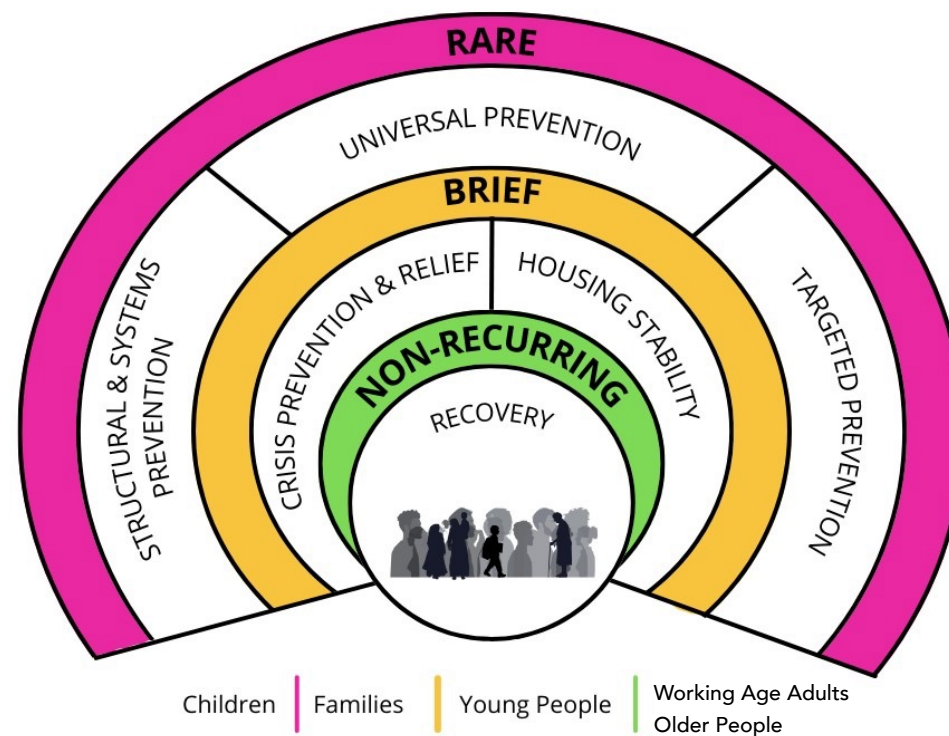 RARE
UNIVERSAL PREVENTION
STRUCTURAL & SYSTEMS
PREVENTION
TARGETED PREVENTION
BRIEF
CRISIS PREVENTION & RELIEF
HOUSING STABILITY
NON-RECURRING
RECOVERY
Children
Families
Young People
Working Age Adults
Older People